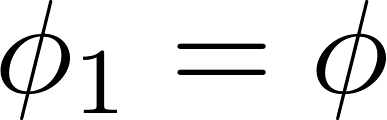 ϕ₁ = ϕ